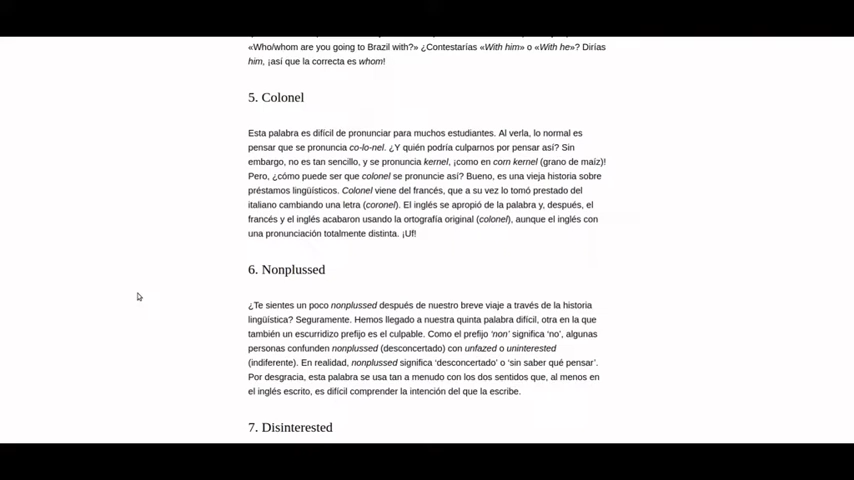 «Who/whom are you going to Brazil with?» ¿Contestarías «With him» o «With he»? Dirías
him, ¡así que la correcta es whom!
5. Colonel
Esta palabra es difícil de pronunciar para muchos estudiantes. Al verla, lo normal es
pensar que se pronuncia co-lo-nel. ¿Y quién podría culparnos por pensar así? Sin
embargo, no es tan sencillo, y se pronuncia kernel, ¡como en corn kernel (grano de maíz)!
Pero, ¿cómo puede ser que colonel se pronuncie así? Bueno, es una vieja historia sobre
préstamos lingüísticos. Colonel viene del francés, que a su vez lo tomó prestado del
italiano cambiando una letra (coronel). El inglés se apropió de la palabra y, después, el
francés y el inglés acabaron usando la ortografía original (colonel), aunque el inglés con
una pronunciación totalmente distinta. ¡Uf!
6. Nonplussed
¿Te sientes un poco nonplussed después de nuestro breve viaje a través de la historia
lingüística? Seguramente. Hemos llegado a nuestra quinta palabra difícil, otra en la que
también un escurridizo prefijo es el culpable. Como el prefijo 'non' significa ‘no’, algunas
personas confunden nonplussed (desconcertado) con unfazed o uninterested
(indiferente). En realidad, nonplussed significa ‘desconcertado’ o ‘sin saber qué pensar’.
Por desgracia, esta palabra se usa tan a menudo con los dos sentidos que, al menos en
el inglés escrito, es difícil comprender la intención del que la escribe.
7. Disinterested